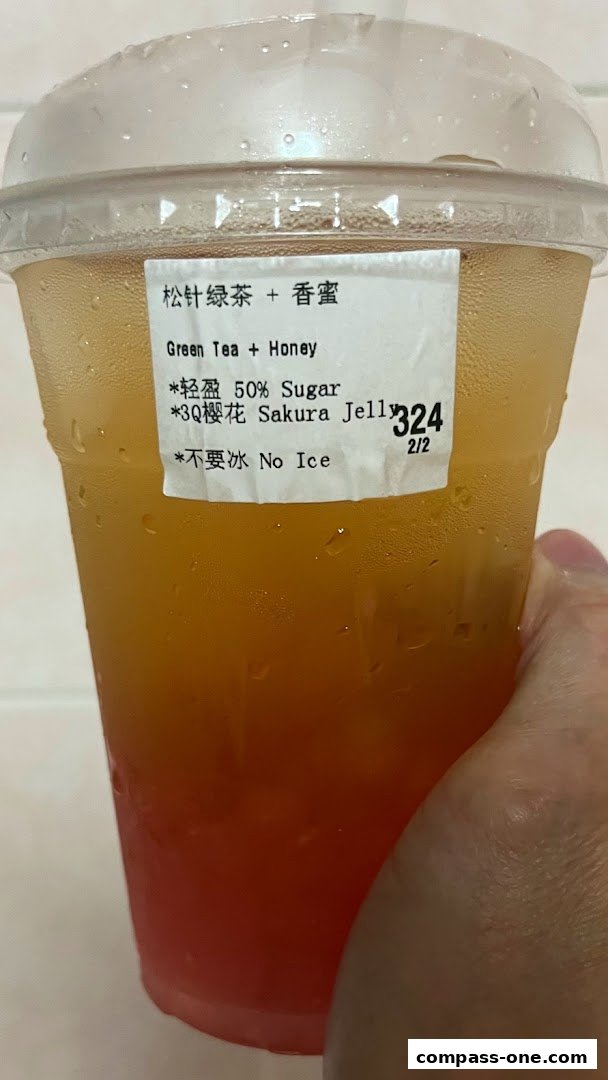 松针绿茶 + 香蜜
Green Tea + Honey
*轻盈 50% Sugar
*3Q樱花 Sakura Jelly
324
2/2
*不要冰 No Ice
compass-one.com